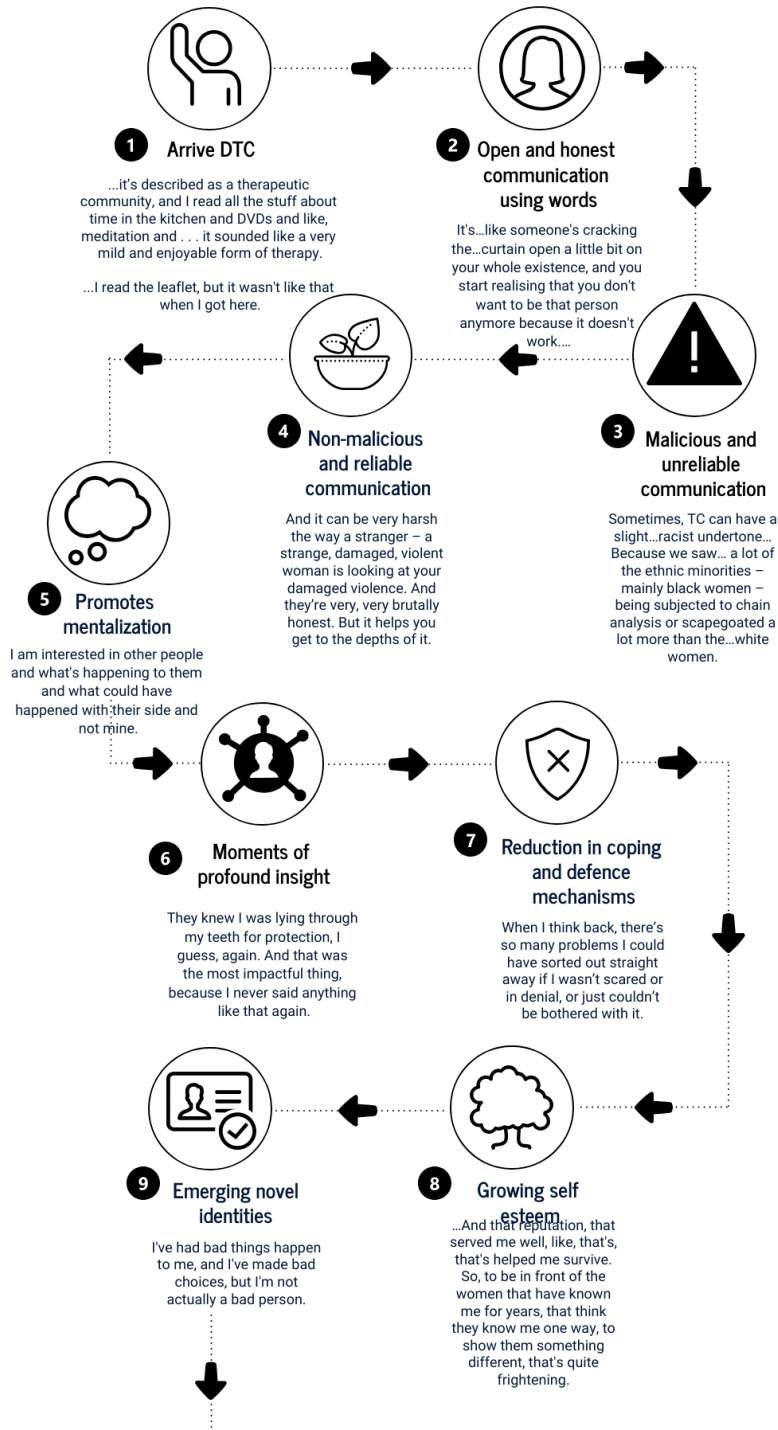 1
Arrive DTC
...it's described as a therapeutic
community, and I read all the stuff about
time in the kitchen and DVDs and like,
meditation and . . . it sounded like a very
mild and enjoyable form of therapy.
...I read the leaflet, but it wasn't like that
when I got here.
2
Open and honest
communication
using words
It's...like someone's cracking
the...curtain open a little bit on
your whole existence, and you
start realising that you don't
want to be that person
anymore because it doesn't
work....
3
Malicious and
unreliable
communication
Sometimes, TC can have a
slight...racist undertone...
Because we saw... a lot of
the ethnic minorities –
mainly black women –
being subjected to chain
analysis or scapegoated a
lot more than the...white
women.
4
Non-malicious
and reliable
communication
And it can be very harsh
the way a stranger – a
strange, damaged, violent
woman is looking at your
damaged violence. And
they're very, very brutally
honest. But it helps you
get to the depths of it.
5
Promotes
mentalization
I am interested in other people
and what's happening to them
and what could have
happened with their side and
not mine.
6
Moments of
profound insight
They knew I was lying through
my teeth for protection, I
guess, again. And that was
the most impactful thing,
because I never said anything
like that again.
7
Reduction in coping
and defence
mechanisms
When I think back, there's
so many problems I could
have sorted out straight
away if I wasn't scared or
in denial, or just couldn't
be bothered with it.
8
Growing self
esteem
...And that reputation, that
served me well, like, that's,
that's helped me survive.
So, to be in front of the
women that have known
me for years, that think
they know me one way, to
show them something
different, that's quite
frightening.
9
Emerging novel
identities
I've had bad things happen
to me, and I've made bad
choices, but I'm not
actually a bad person.